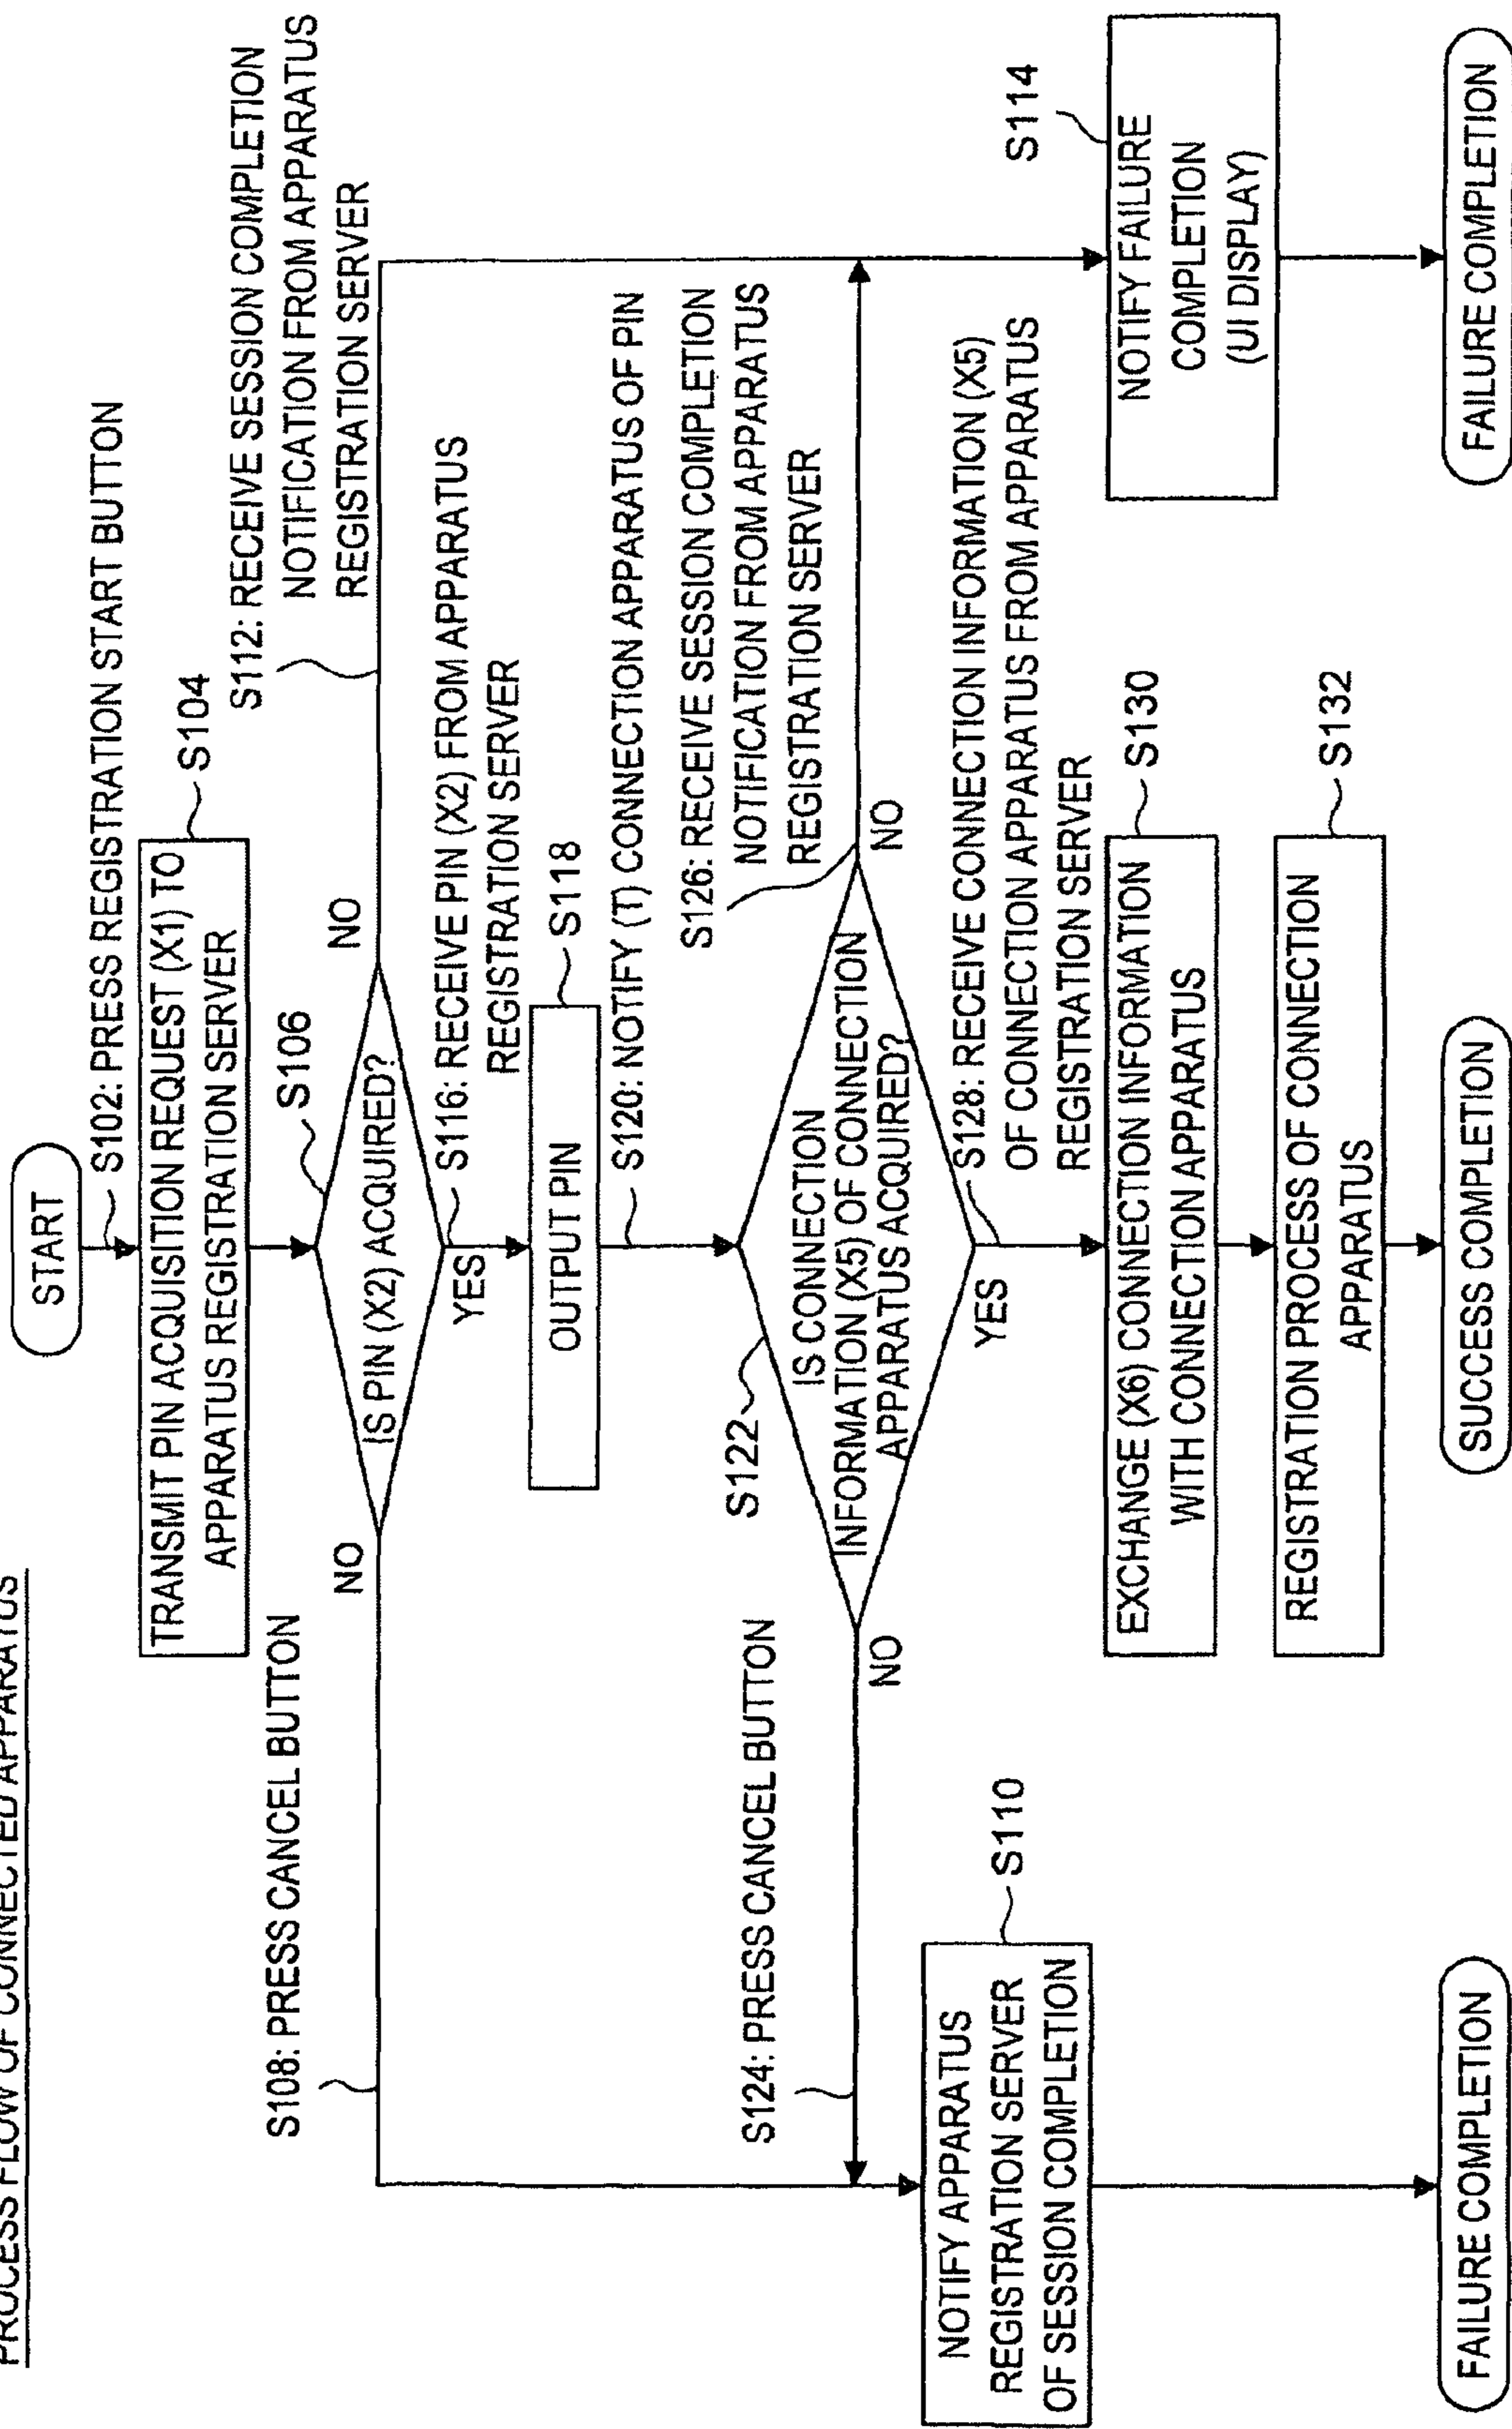 PROCESS FLOW OF CONNECTED APPARATUS
START
S102: PRESS REGISTRATION START BUTTON
TRANSMIT PIN ACQUISITION REQUEST (X1) TO
APPARATUS REGISTRATION SERVER
S104
S106
IS PIN (X2) ACQUIRED?
NO
NO
YES
S108: PRESS CANCEL BUTTON
S112: RECEIVE SESSION COMPLETION
NOTIFICATION FROM APPARATUS
REGISTRATION SERVER
S116: RECEIVE PIN (X2) FROM APPARATUS
REGISTRATION SERVER
OUTPUT PIN
S118
S120: NOTIFY (T) CONNECTION APPARATUS OF PIN
S122
IS CONNECTION
INFORMATION (X5) OF CONNECTION
APPARATUS ACQUIRED?
NO
NO
YES
S124: PRESS CANCEL BUTTON
S126: RECEIVE SESSION COMPLETION
NOTIFICATION FROM APPARATUS
REGISTRATION SERVER
S128: RECEIVE CONNECTION INFORMATION (X5)
OF CONNECTION APPARATUS FROM APPARATUS
REGISTRATION SERVER
NOTIFY APPARATUS
REGISTRATION SERVER
OF SESSION COMPLETION
S110
EXCHANGE (X6) CONNECTION INFORMATION
WITH CONNECTION APPARATUS
S130
REGISTRATION PROCESS OF CONNECTION
APPARATUS
S132
NOTIFY FAILURE
COMPLETION
(UI DISPLAY)
S114
FAILURE COMPLETION
SUCCESS COMPLETION
FAILURE COMPLETION